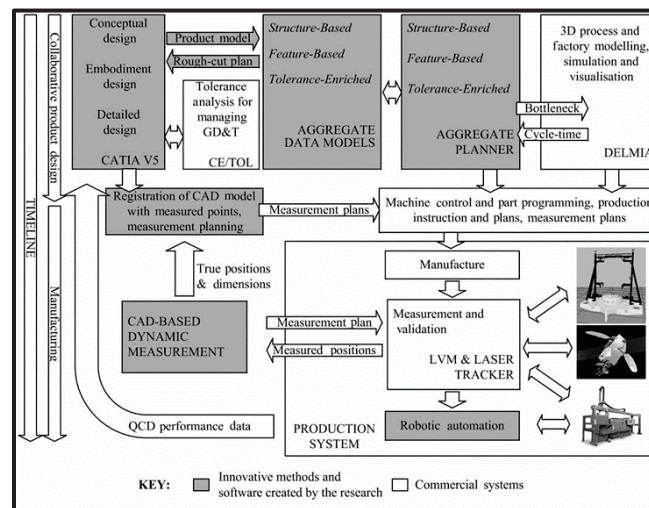 TIMELINE
Collaborative product design
Manufacturing
Conceptual
design
Embodiment
design
Detailed
design
CATIA V5
Product model
Rough-cut plan
Tolerance
analysis for
managing
GD&T
CE/TOL
Structure-Based
Feature-Based
Tolerance-Enriched
AGGREGATE
DATA MODELS
Structure-Based
Feature-Based
Tolerance-Enriched
AGGREGATE
PLANNER
3D process and
factory modelling,
simulation and
visualisation
Bottleneck
Cycle-time
DELMIA
Registration of CAD model
with measured points,
measurement planning
Measurement plans
Machine control and part programming, production
instruction and plans, measurement plans
True positions
& dimensions
Manufacture
CAD-BASED
DYNAMIC
MEASUREMENT
Measurement plan
Measured positions
Measurement and
validation
LVM & LASER
TRACKER
QCD performance data
PRODUCTION
SYSTEM
Robotic automation
KEY:
Innovative methods and
software created by the research
Commercial systems